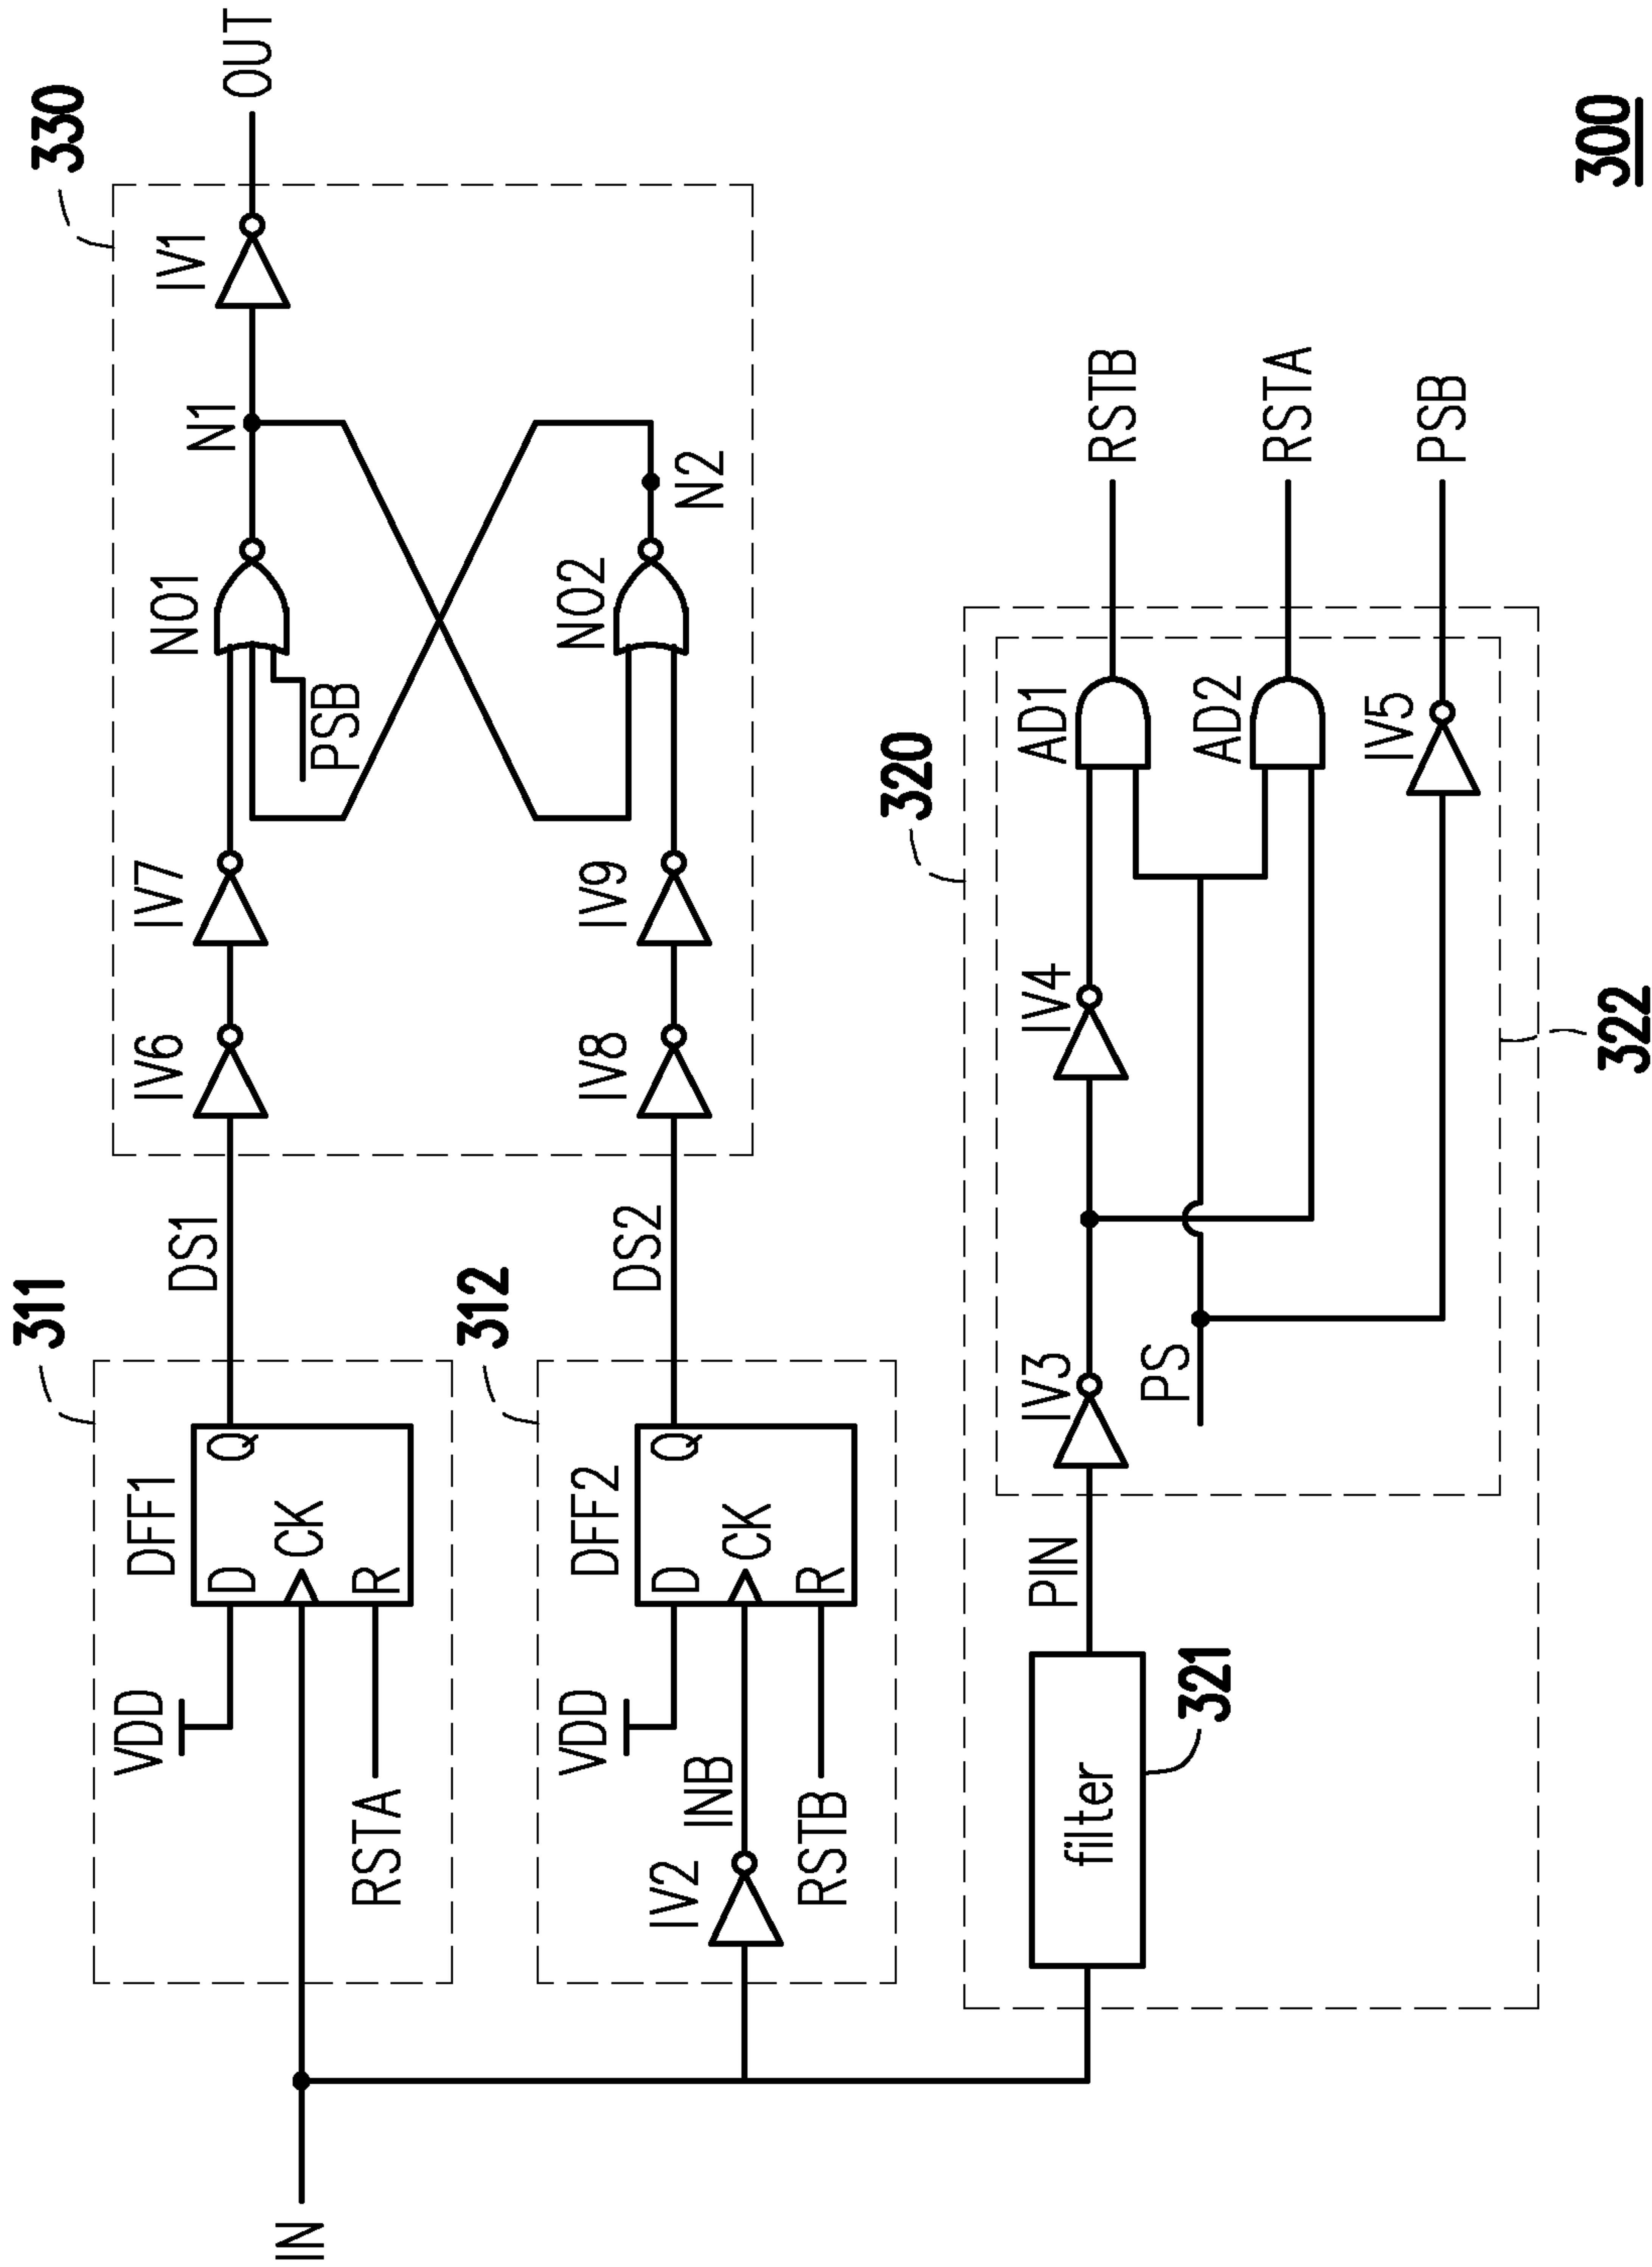 330
311
IV1
OUT
DFF1
VDD
D
Q
CK
R
RSTA
DS1
IV6
IV7
NO1
N1
PSB
IN
312
DFF2
VDD
D
Q
CK
R
IV2
INB
RSTB
DS2
IV8
IV9
NO2
N2
320
filter
321
PIN
IV3
IV4
PS
AD1
RSTB
AD2
RSTA
IV5
PSB
322
300